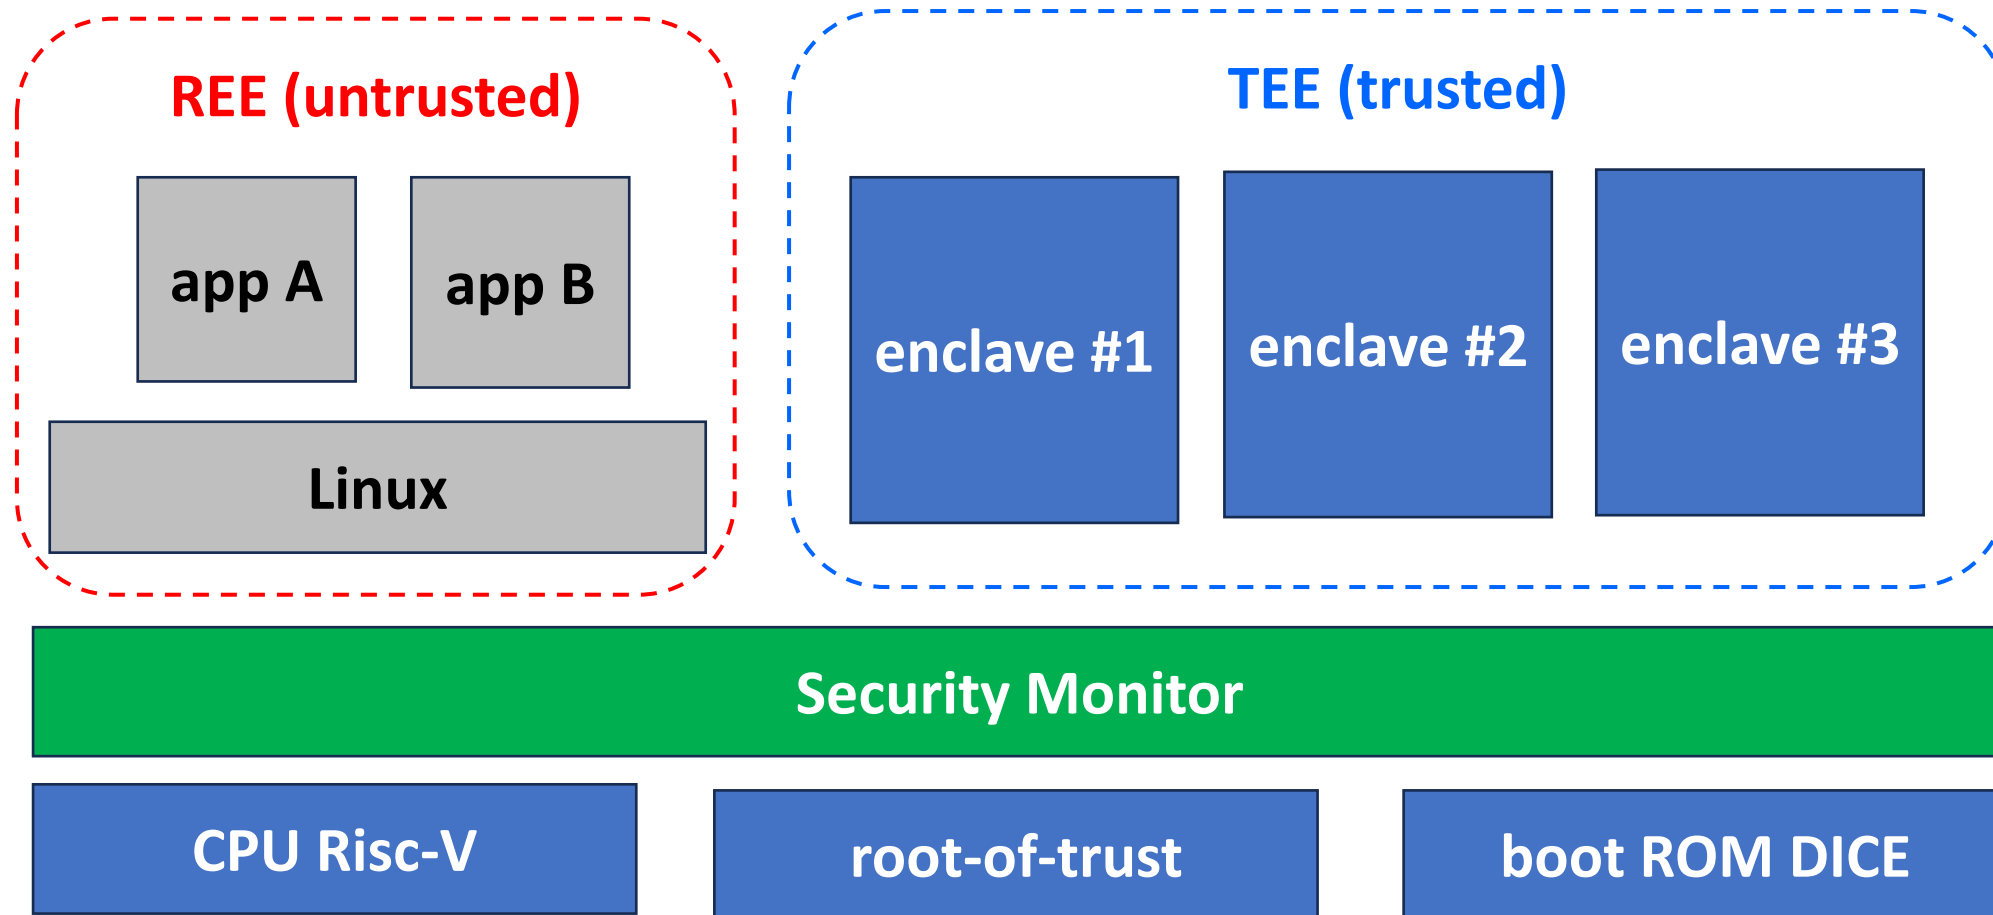 REE (untrusted)
TEE (trusted)
app A
app B
enclave #1
enclave #2
enclave #3
Linux
Security Monitor
CPU Risc-V
root-of-trust
boot ROM DICE